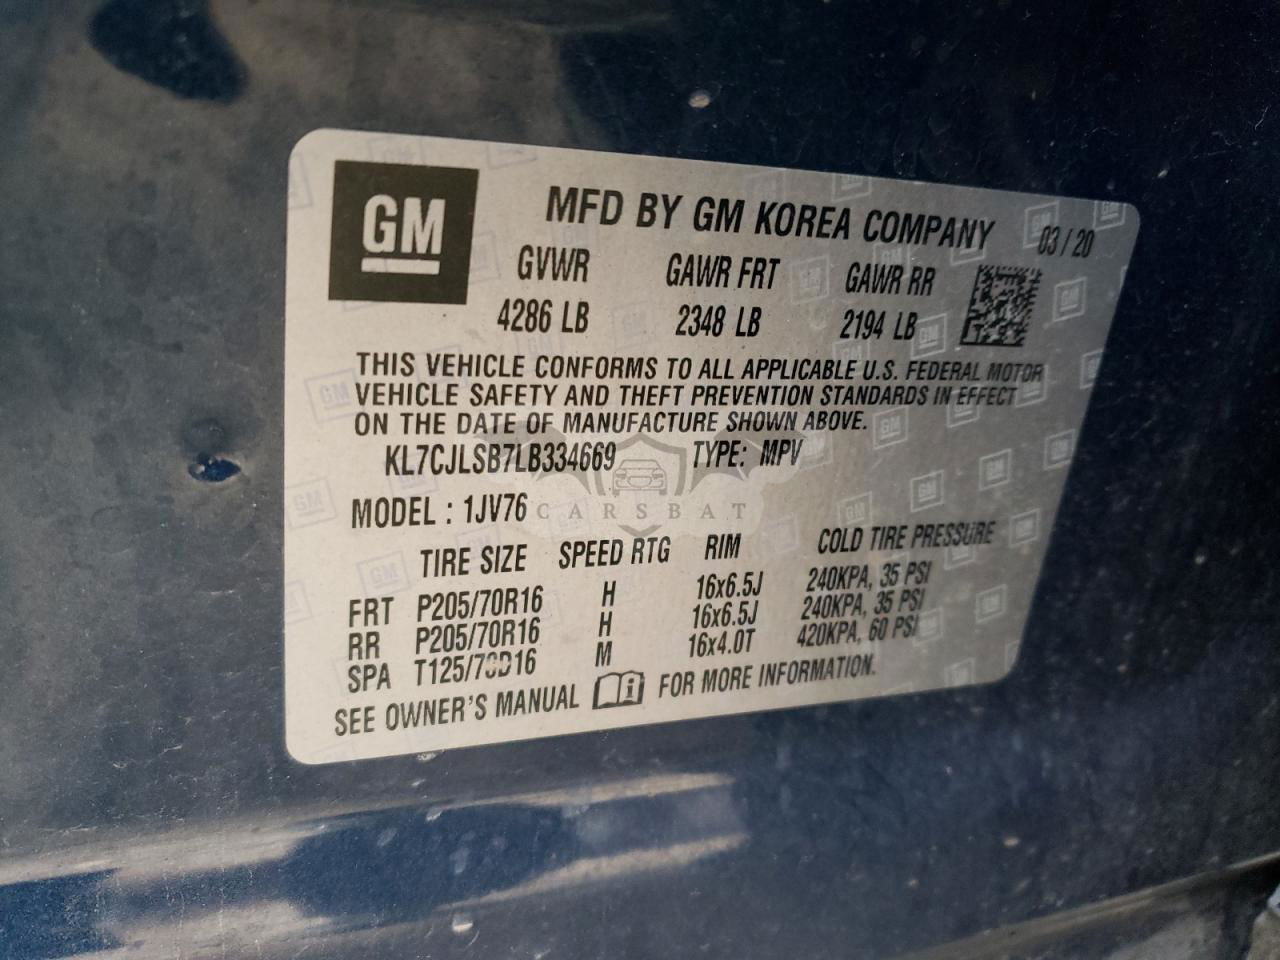 GM
MFD BY GM KOREA COMPANY 03/20
GVWR GAWR FRT GAWR RR
4286 LB 2348 LB 2194 LB
THIS VEHICLE CONFORMS TO ALL APPLICABLE U.S. FEDERAL MOTOR
VEHICLE SAFETY AND THEFT PREVENTION STANDARDS IN EFFECT
ON THE DATE OF MANUFACTURE SHOWN ABOVE.
KL7CJLSB7LB334669 TYPE: MPV
MODEL : 1JV76
CARSBAT
TIRE SIZE SPEED RTG RIM COLD TIRE PRESSURE
FRT P205/70R16 H 16x6.5J 240KPA, 35 PSI
RR P205/70R16 H 16x6.5J 240KPA, 35 PSI
SPA M 16x4.0T 420KPA, 60 PSI
SEE OWNER'S MANUAL FOR MORE INFORMATION.